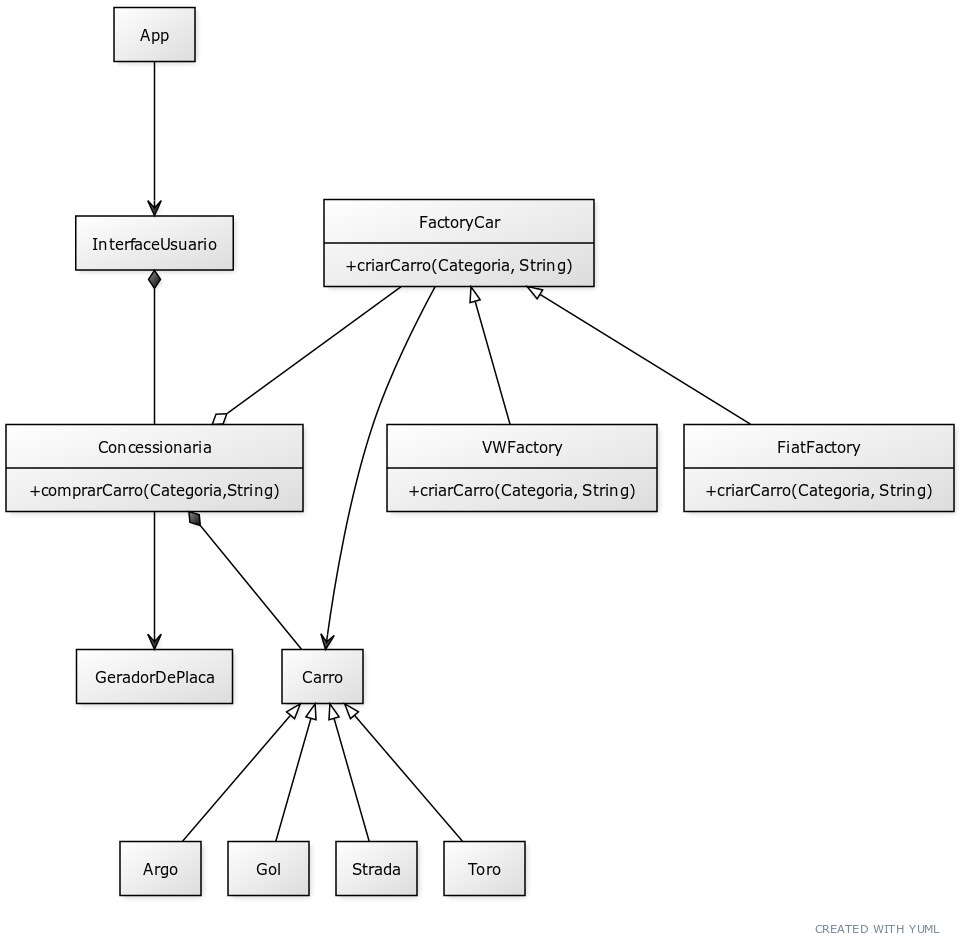 App
InterfaceUsuario
FactoryCar
+criarCarro(Categoria, String)
Concessionaria
+comprarCarro(Categoria,String)
VWFactory
+criarCarro(Categoria, String)
FiatFactory
+criarCarro(Categoria, String)
GeradorDePlaca
Carro
Argo
Gol
Strada
Toro
CREATED WITH YUML